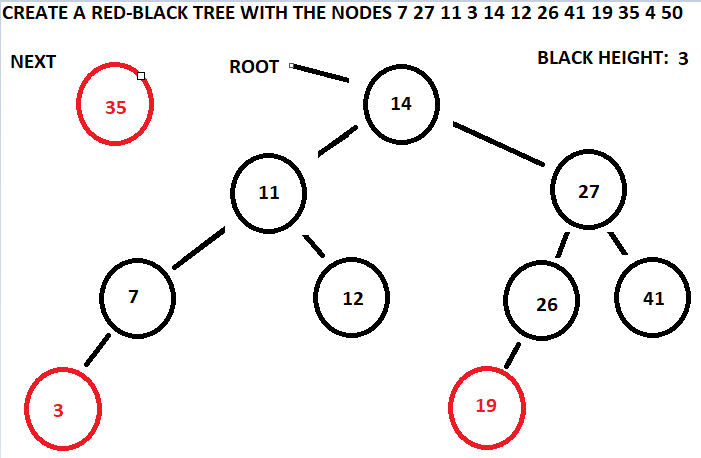 CREATE A RED-BLACK TREE WITH THE NODES 7 27 11 3 14 12 26 41 19 35 4 50
NEXT
ROOT
BLACK HEIGHT: 3
35
14
11
27
7
12
26
41
3
19